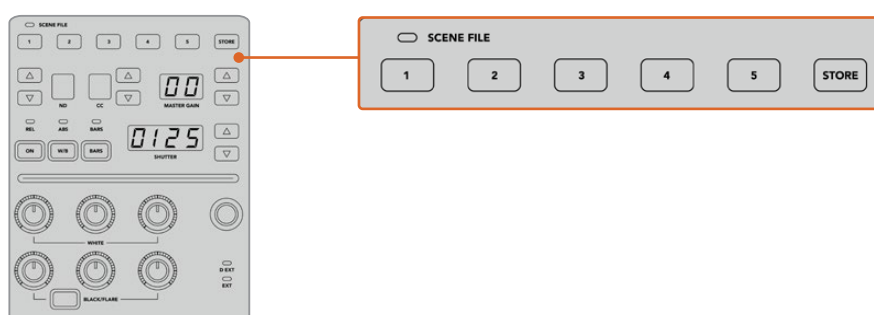 SCENE FILE
1 2 3 4 5 STORE
ND CC 00 MASTER GAIN
REL ABS BARS
ON W/B BARS 0125
SHUTTER
WHITE
D EXT
EXT
BLACK/FLARE
SCENE FILE
1 2 3 4 5 STORE